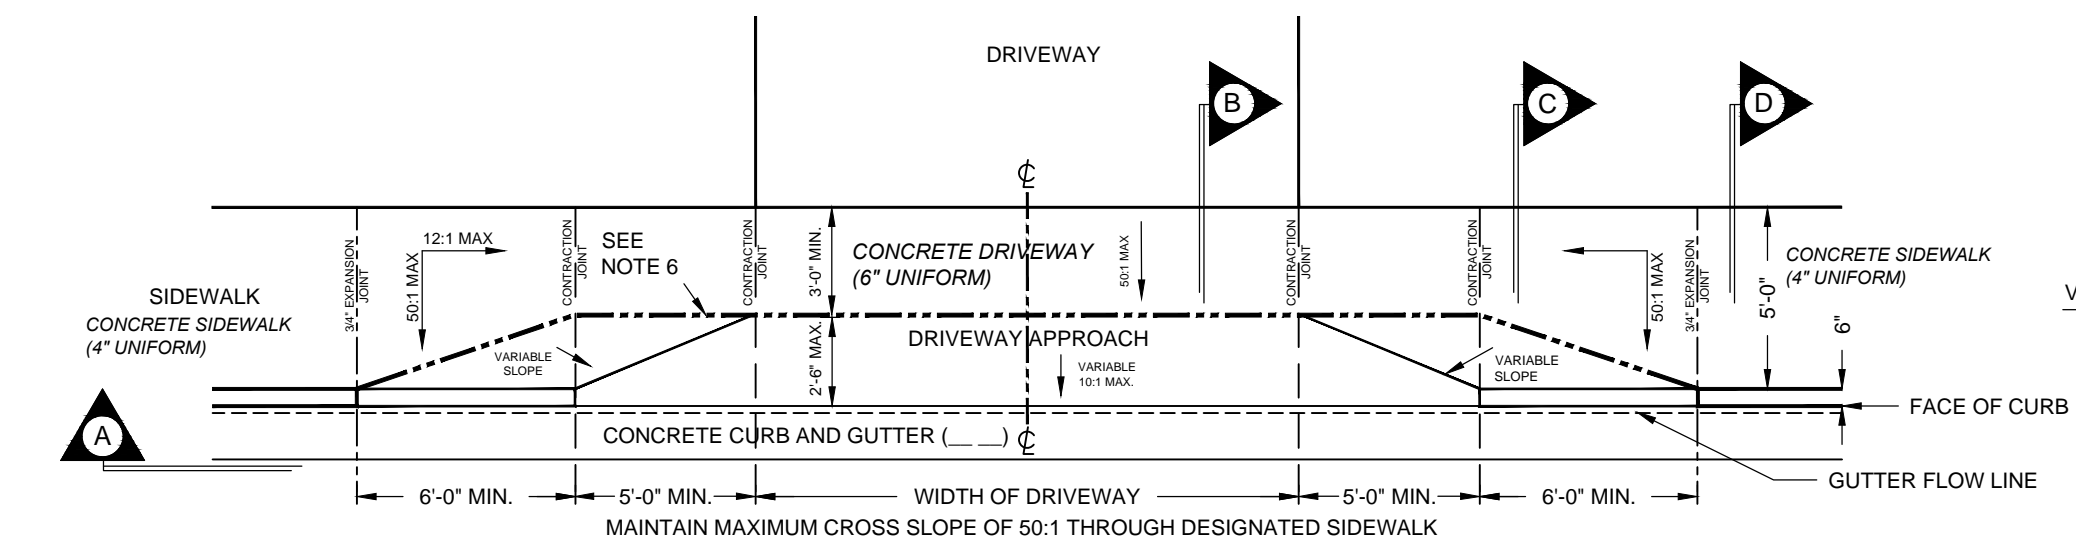 DRIVEWAY
B
C
D
℄
12:1 MAX
50:1 MAX
3/4" EXPANSION
JOINT
CONTRACTION
JOINT
SEE
NOTE 6
CONTRACTION
JOINT
3'-0" MIN.
CONCRETE DRIVEWAY
(6" UNIFORM)
50:1 MAX
CONTRACTION
JOINT
CONTRACTION
JOINT
50:1 MAX
3/4" EXPANSION
JOINT
5'-0"
CONCRETE SIDEWALK
(4" UNIFORM)
V
SIDEWALK
CONCRETE SIDEWALK
(4" UNIFORM)
VARIABLE
SLOPE
2'-6" MAX.
DRIVEWAY APPROACH
VARIABLE
10:1 MAX.
VARIABLE
SLOPE
6"
FACE OF CURB
A
CONCRETE CURB AND GUTTER (__ __)
℄
GUTTER FLOW LINE
6'-0" MIN.
5'-0" MIN.
WIDTH OF DRIVEWAY
5'-0" MIN.
6'-0" MIN.
MAINTAIN MAXIMUM CROSS SLOPE OF 50:1 THROUGH DESIGNATED SIDEWALK